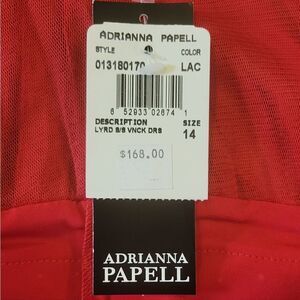 ADRIANNA PAPELL
STYLE COLOR
013180170 LAC
6 52933 02674 1
DESCRIPTION SIZE
LYRD S/S VNCK DRS 14
$168.00
ADRIANNA
PAPELL